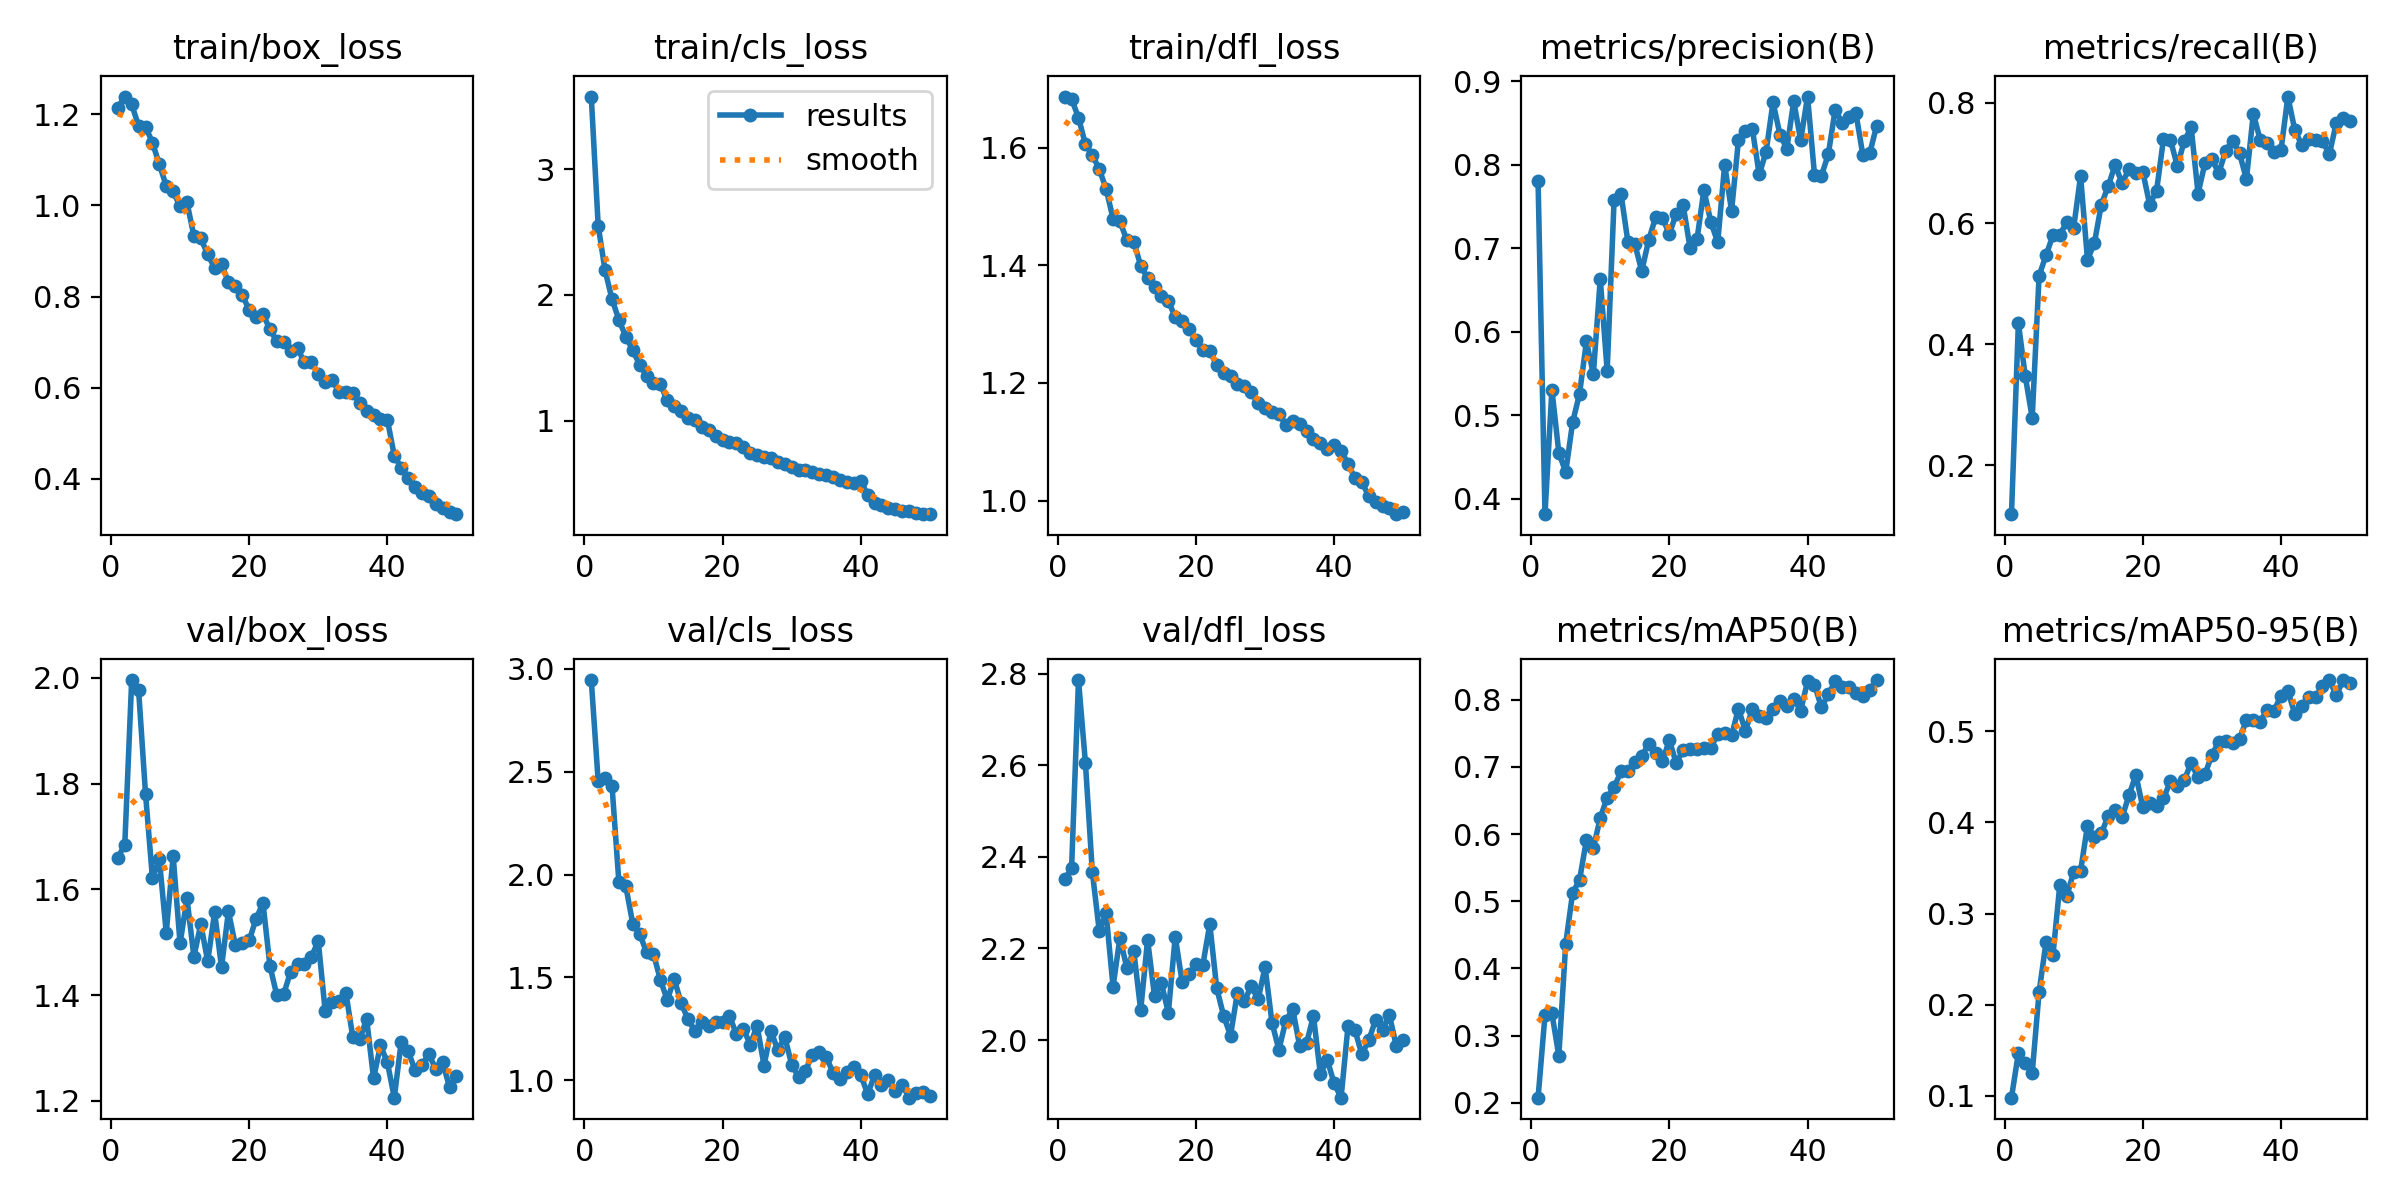 train/box_loss
1.2
1.0
0.8
0.6
0.4
0 20 40
train/cls_loss
results
smooth
3
2
1
0 20 40
train/dfl_loss
1.6
1.4
1.2
1.0
0 20 40
metrics/precision(B)
0.9
0.8
0.7
0.6
0.5
0.4
0 20 40
metrics/recall(B)
0.8
0.6
0.4
0.2
0 20 40
val/box_loss
2.0
1.8
1.6
1.4
1.2
0 20 40
val/cls_loss
3.0
2.5
2.0
1.5
1.0
0 20 40
val/dfl_loss
2.8
2.6
2.4
2.2
2.0
0 20 40
metrics/mAP50(B)
0.8
0.7
0.6
0.5
0.4
0.3
0.2
0 20 40
metrics/mAP50-95(B)
0.5
0.4
0.3
0.2
0.1
0 20 40